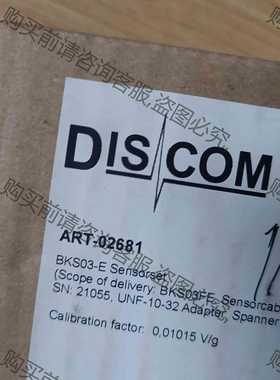 购买前请咨询客服,盗图必究,
DISCOM
ART-02681
BKS03-E Sensorset
(Scope of delivery: BKS03FE, Sensorcab
SN: 21055, UNF-10-32 Adapter, Spanner
Calibration factor: 0,01015 V/g